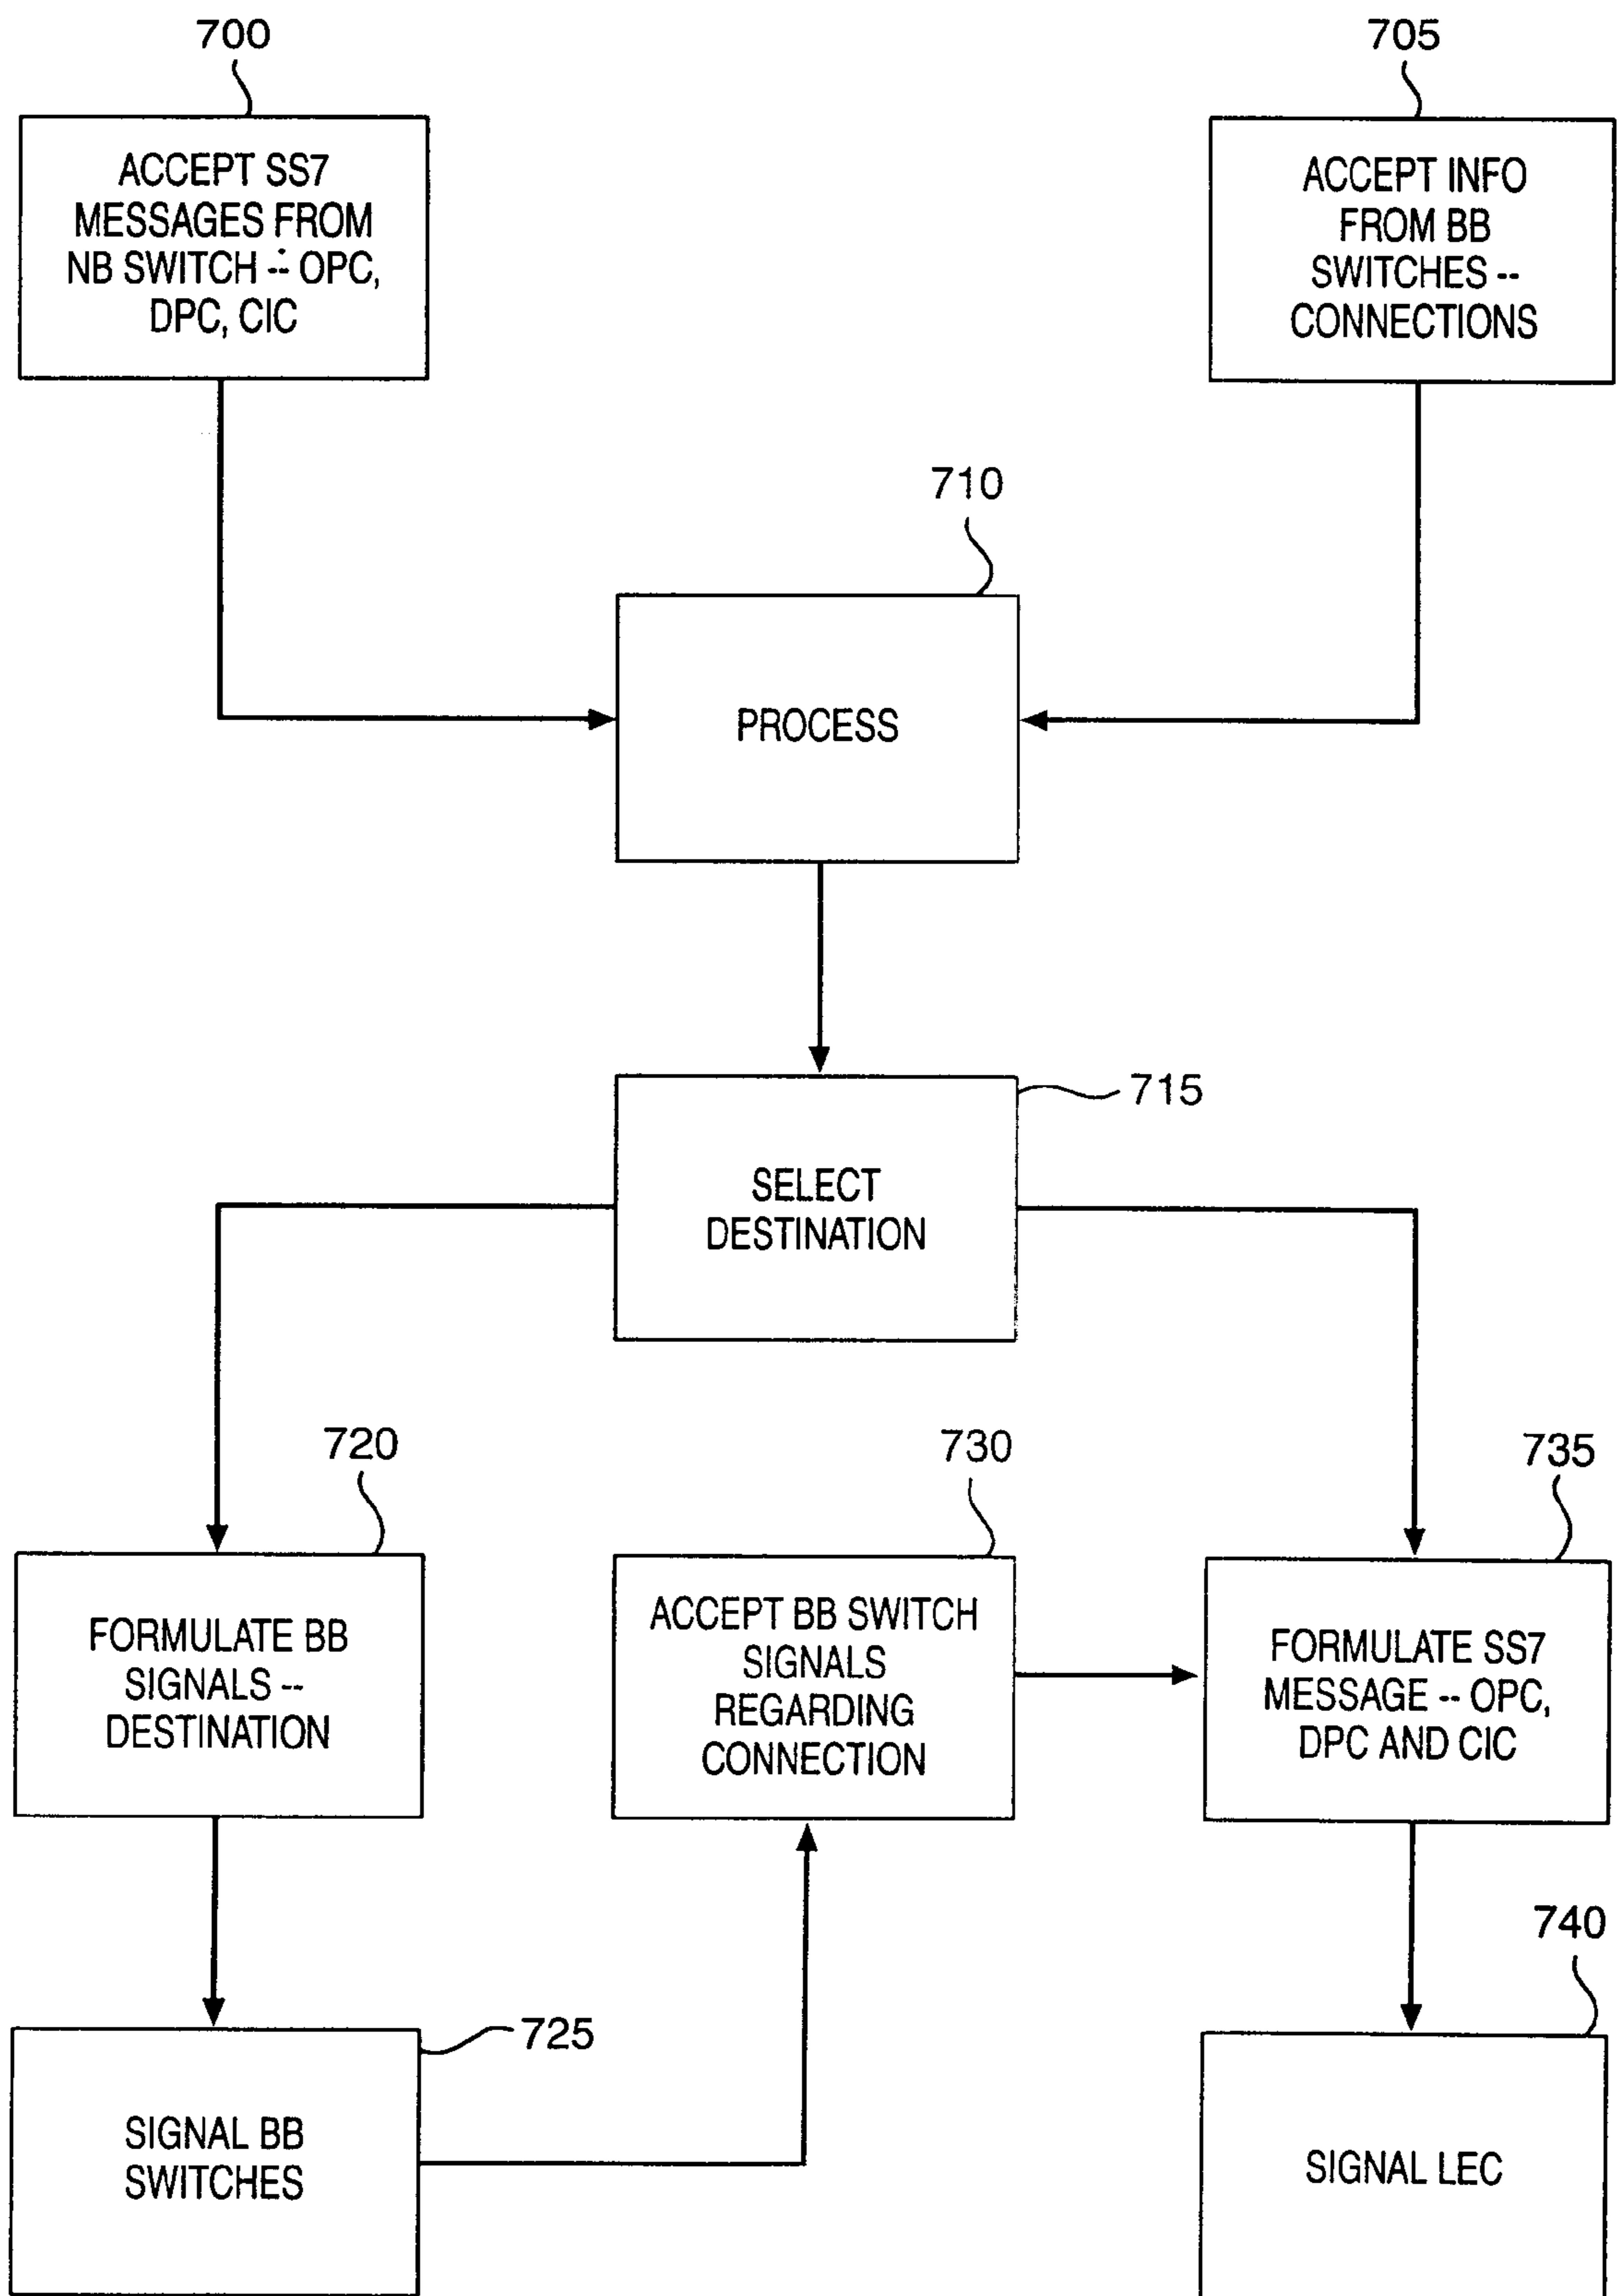 700
ACCEPT SS7
MESSAGES FROM
NB SWITCH -- OPC,
DPC, CIC
705
ACCEPT INFO
FROM BB
SWITCHES --
CONNECTIONS
710
PROCESS
715
SELECT
DESTINATION
720
FORMULATE BB
SIGNALS --
DESTINATION
730
ACCEPT BB SWITCH
SIGNALS
REGARDING
CONNECTION
735
FORMULATE SS7
MESSAGE -- OPC,
DPC AND CIC
725
SIGNAL BB
SWITCHES
740
SIGNAL LEC